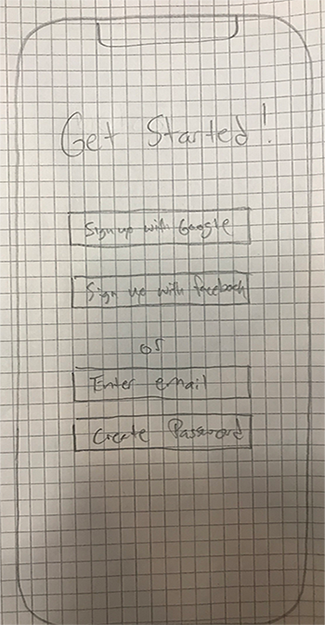 Get Started!
Sign up with Google
Sign up with facebook
or
Enter email
Create Password